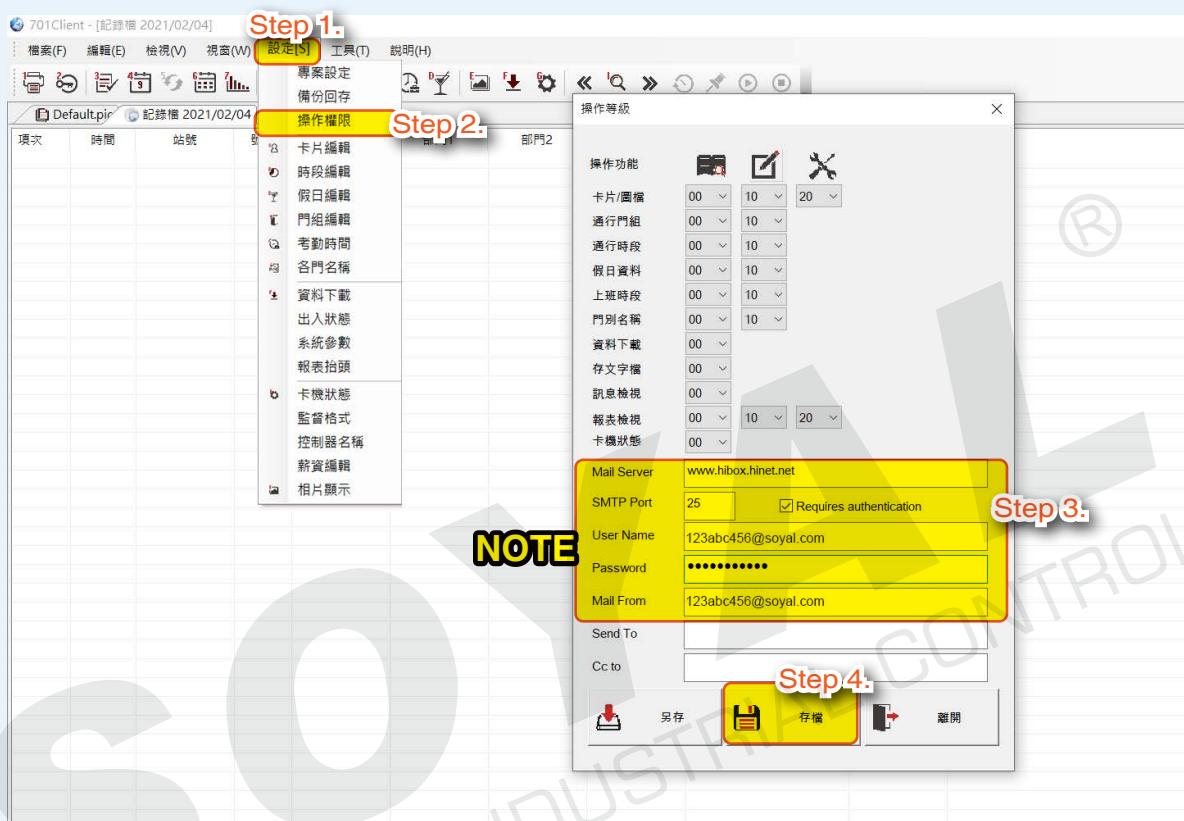 701Client - [記錄檔 2021/02/04]
Step 1.
檔案(F) 編輯(E) 檢視(V) 視窗(W) 設定[S] 工具(T) 説明(H)
Default.pic 記錄檔 2021/02/04
項次 時間 站號 部門1 部門2
專案設定
備份回存
操作權限
Step 2.
卡片編輯
時段編輯
假日編輯
門組編輯
考勤時間
各門名稱
資料下載
出入狀態
系統參數
報表抬頭
卡機狀態
監督格式
控制器名稱
薪資編輯
相片顯示
操作等級
操作功能
卡片/圖檔 00 10 20
通行門組 00 10
通行時段 00 10
假日資料 00 10
上班時段 00 10
門別名稱 00 10
資料下載 00
存文字檔 00
訊息檢視 00
報表檢視 00 10 20
卡機狀態 00
Mail Server www.hibox.hinet.net
SMTP Port 25 Requires authentication
Step 3.
NOTE
User Name 123abc456@soyal.com
Password •••••••••••
Mail From 123abc456@soyal.com
Send To
Cc to
Step 4.
另存 存檔 離開
SOYAL
®
INDUSTRIAL CONTROL